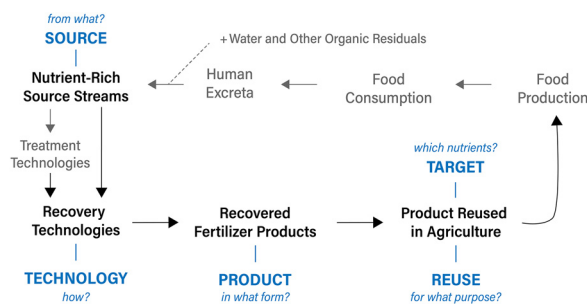 from what?
SOURCE
+Water and Other Organic Residuals
Nutrient-Rich
Source Streams
Human
Excreta
Food
Consumption
Food
Production
Treatment
Technologies
which nutrients?
TARGET
Recovery
Technologies
Recovered
Fertilizer Products
Product Reused
in Agriculture
TECHNOLOGY
how?
PRODUCT
in what form?
REUSE
for what purpose?